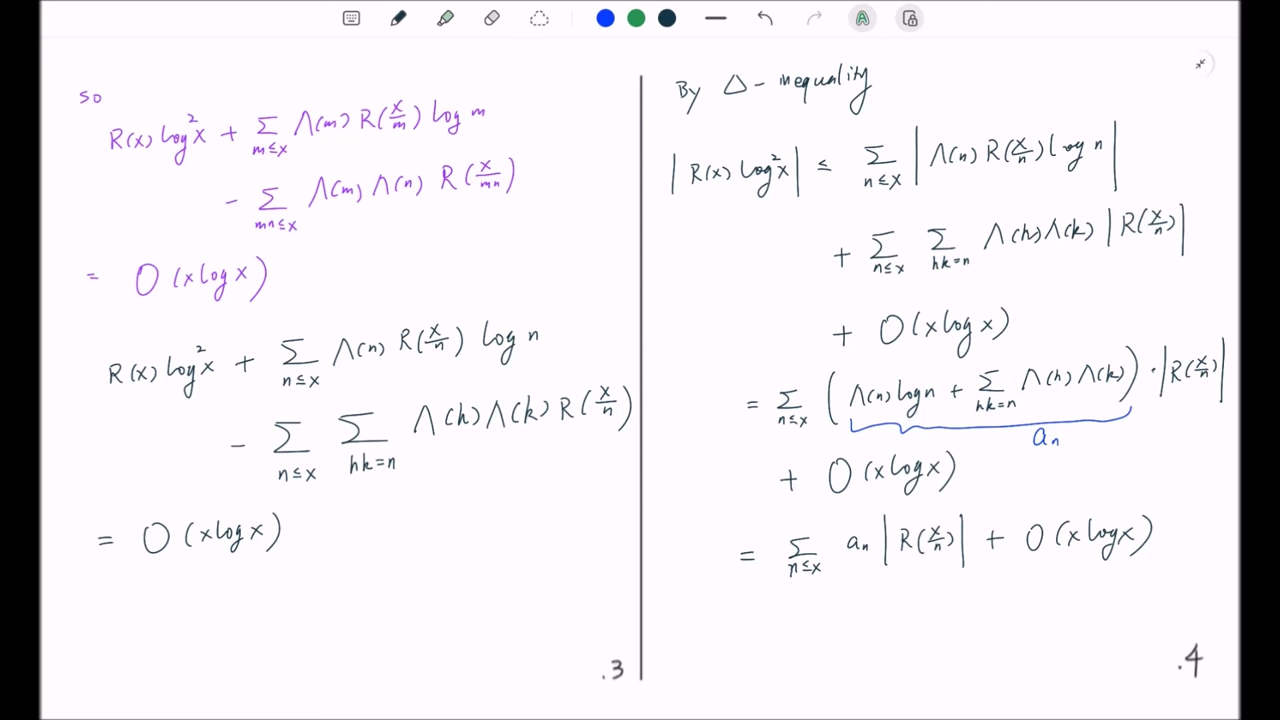 so
R(x) log²x + Σ_{m≤x} Λ(m) R(x/m) log m
− Σ_{mn≤x} Λ(m) Λ(n) R(x/mn)
= O(x log x)
R(x) log²x + Σ_{n≤x} Λ(n) R(x/n) log n
− Σ_{n≤x} Σ_{hk=n} Λ(h) Λ(k) R(x/n)
= O(x log x)
.3
By Δ-inequality
|R(x) log²x| ≤ Σ_{n≤x} |Λ(n) R(x/n) log n|
+ Σ_{n≤x} Σ_{hk=n} Λ(h) Λ(k) |R(x/n)|
+ O(x log x)
= Σ_{n≤x} (Λ(n) log n + Σ_{hk=n} Λ(h) Λ(k)) · |R(x/n)|
a_n
+ O(x log x)
= Σ_{n≤x} a_n |R(x/n)| + O(x log x)
.4